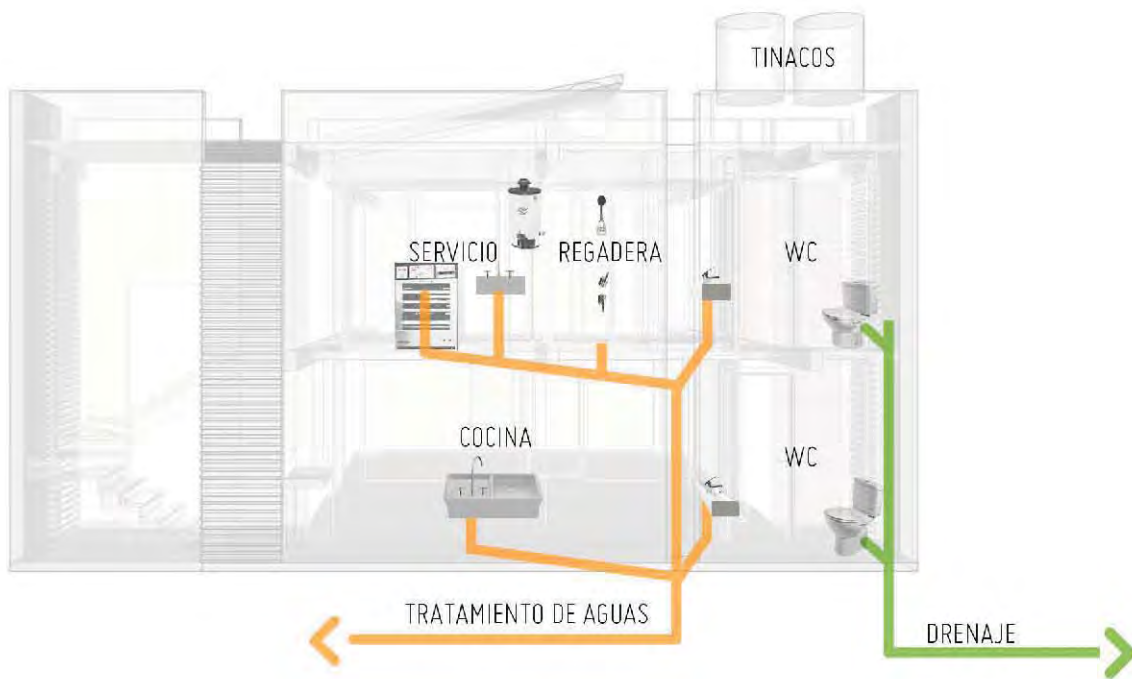 TINACOS
SERVICIO
REGADERA
WC
COCINA
WC
TRATAMIENTO DE AGUAS
DRENAJE